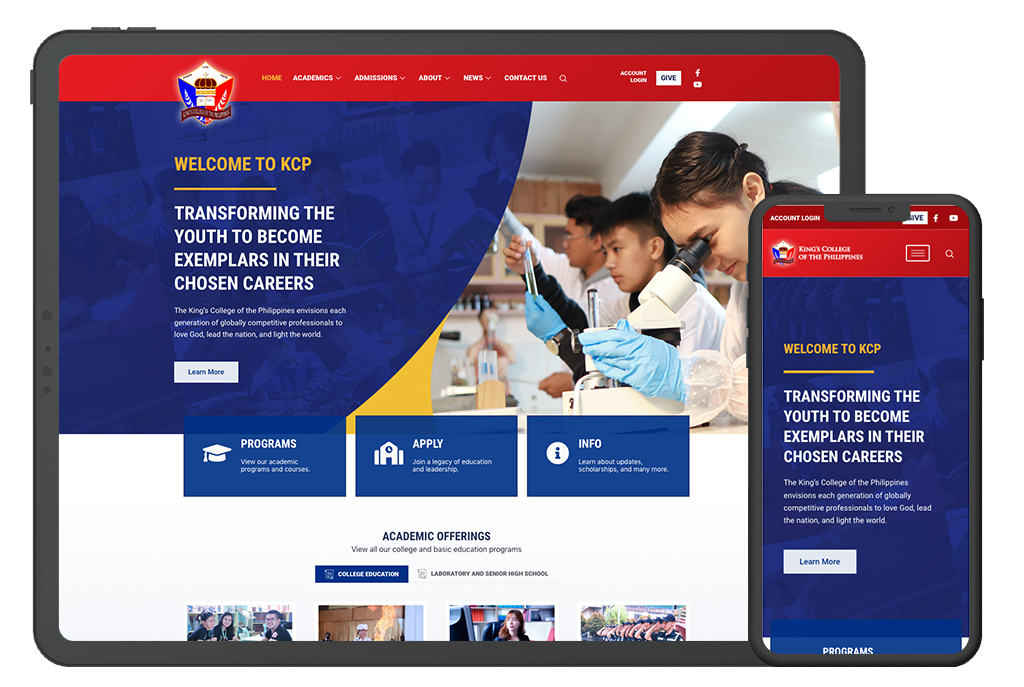 HOME ACADEMICS ADMISSIONS ABOUT NEWS CONTACT US
ACCOUNT
LOGIN
GIVE
KING'S COLLEGE OF THE PHILIPPINES
WELCOME TO KCP
TRANSFORMING THE
YOUTH TO BECOME
EXEMPLARS IN THEIR
CHOSEN CAREERS
The King's College of the Philippines envisions each
generation of globally competitive professionals to
love God, lead the nation, and light the world.
Learn More
PROGRAMS
View our academic
programs and courses.
APPLY
Join a legacy of education
and leadership.
INFO
Learn about updates,
scholarships, and many more.
ACADEMIC OFFERINGS
View all our college and basic education programs
COLLEGE EDUCATION
LABORATORY AND SENIOR HIGH SCHOOL
ACCOUNT LOGIN
GIVE
KING'S COLLEGE
OF THE PHILIPPINES
WELCOME TO KCP
TRANSFORMING THE
YOUTH TO BECOME
EXEMPLARS IN THEIR
CHOSEN CAREERS
The King's College of the Philippines
envisions each generation of globally
competitive professionals to love God, lead
the nation, and light the world.
Learn More
PROGRAMS